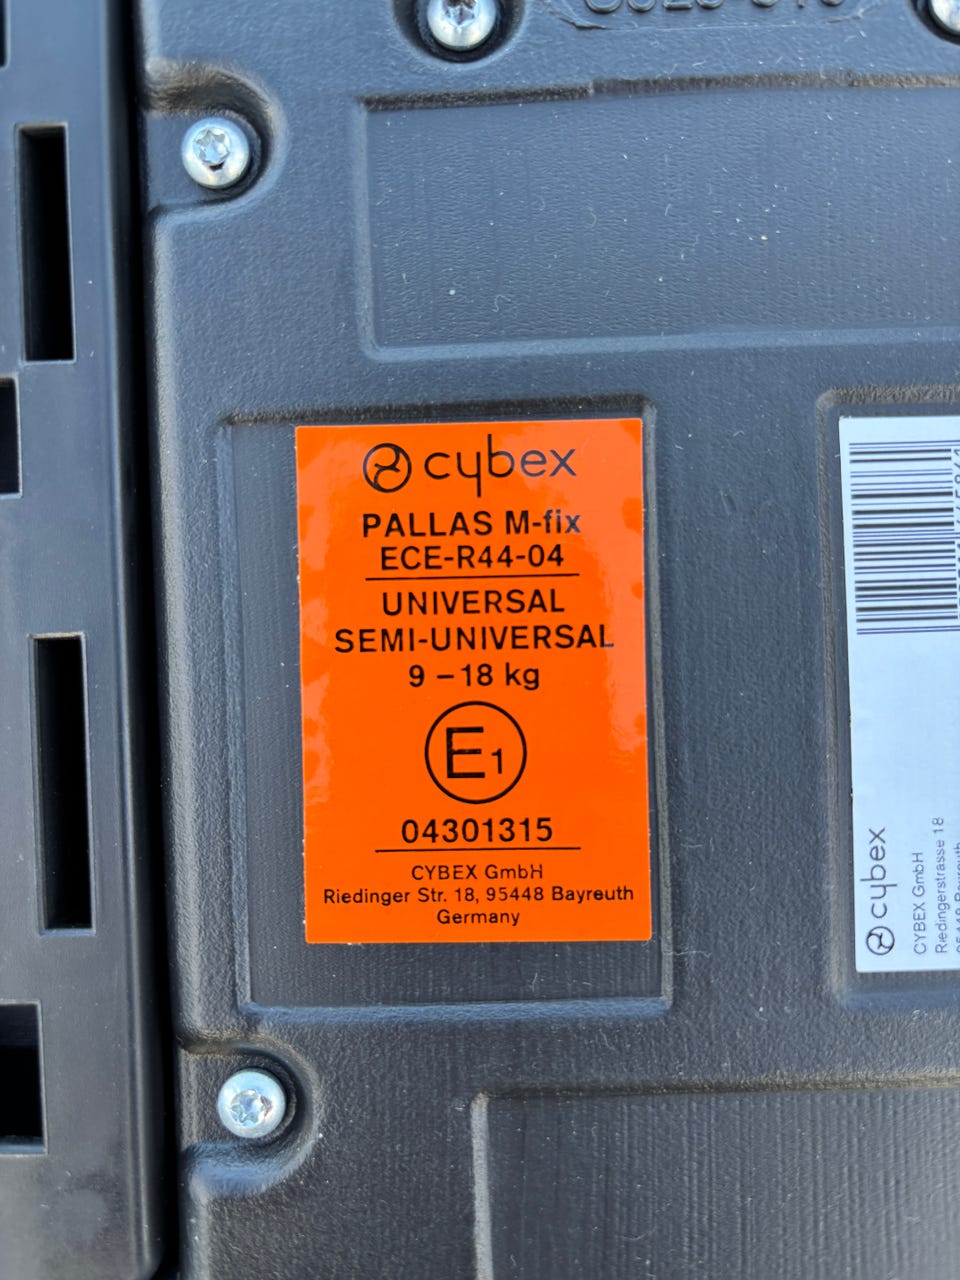 cybex
PALLAS M-fix
ECE-R44-04
UNIVERSAL
SEMI-UNIVERSAL
9 – 18 kg
E1
04301315
CYBEX GmbH
Riedinger Str. 18, 95448 Bayreuth
Germany
cybex
CYBEX GmbH
Riedingerstrasse 18